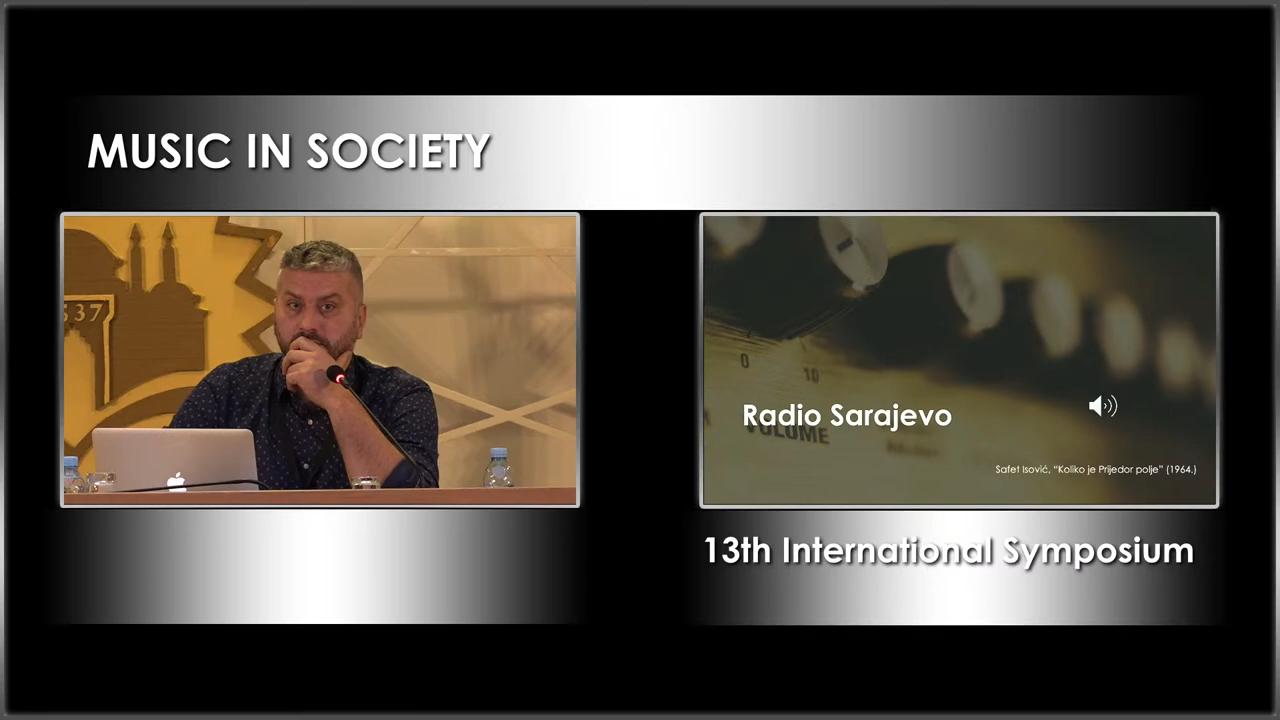 MUSIC IN SOCIETY
537
0
10
Radio Sarajevo
VOLUME
Safet Isović, “Koliko je Prijedor polje” (1964.)
13th International Symposium